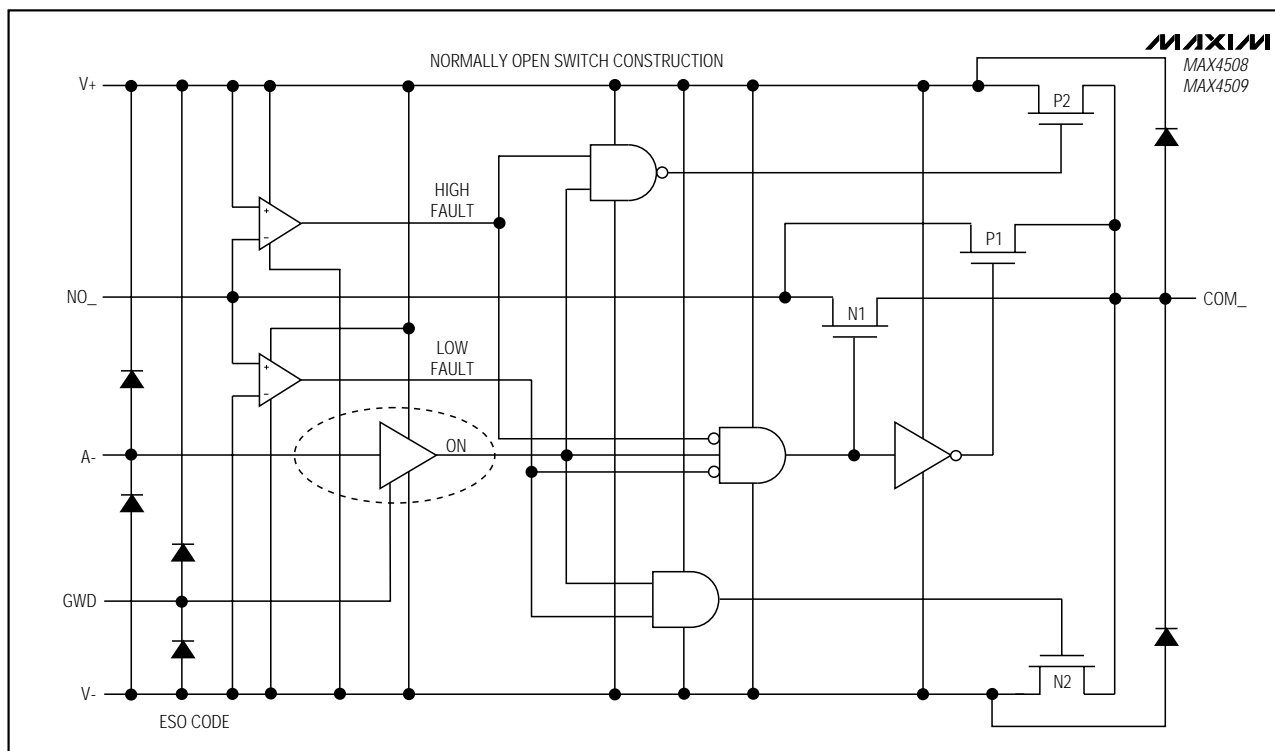 MAXIM
MAX4508
MAX4509
NORMALLY OPEN SWITCH CONSTRUCTION
V+
P2
+
−
HIGH
FAULT
P1
NO_
COM_
N1
LOW
FAULT
+
−
ON
A-
GWD
V-
N2
ESO CODE